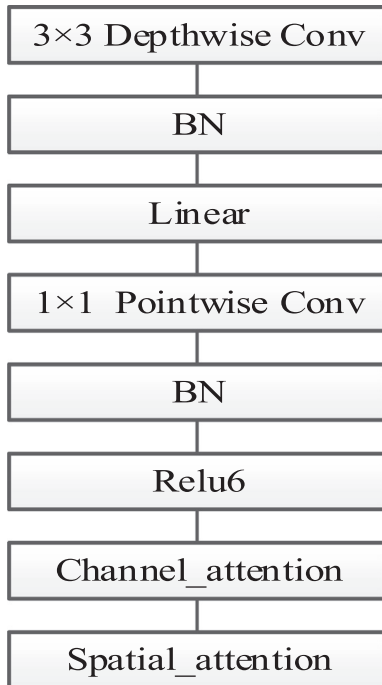 3×3 Depthwise Conv
BN
Linear
1×1 Pointwise Conv
BN
Relu6
Channel_attention
Spatial_attention